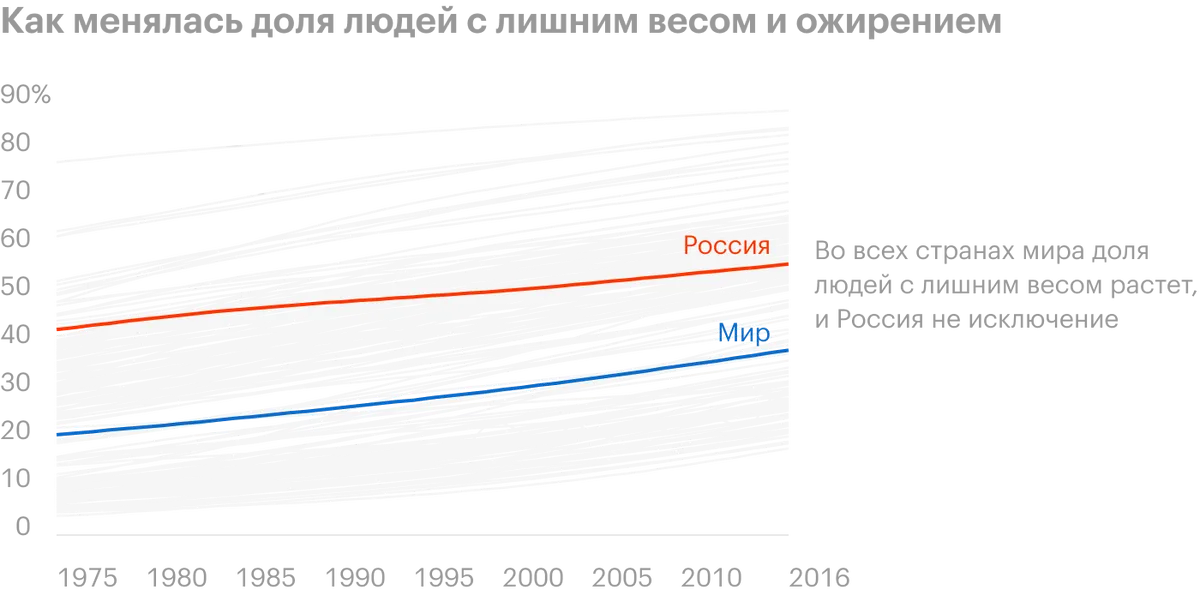 Как менялась доля людей с лишним весом и ожирением
90%
80
70
60
50
40
30
20
10
0
Россия
Мир
Во всех странах мира доля
людей с лишним весом растет,
и Россия не исключение
1975 1980 1985 1990 1995 2000 2005 2010 2016